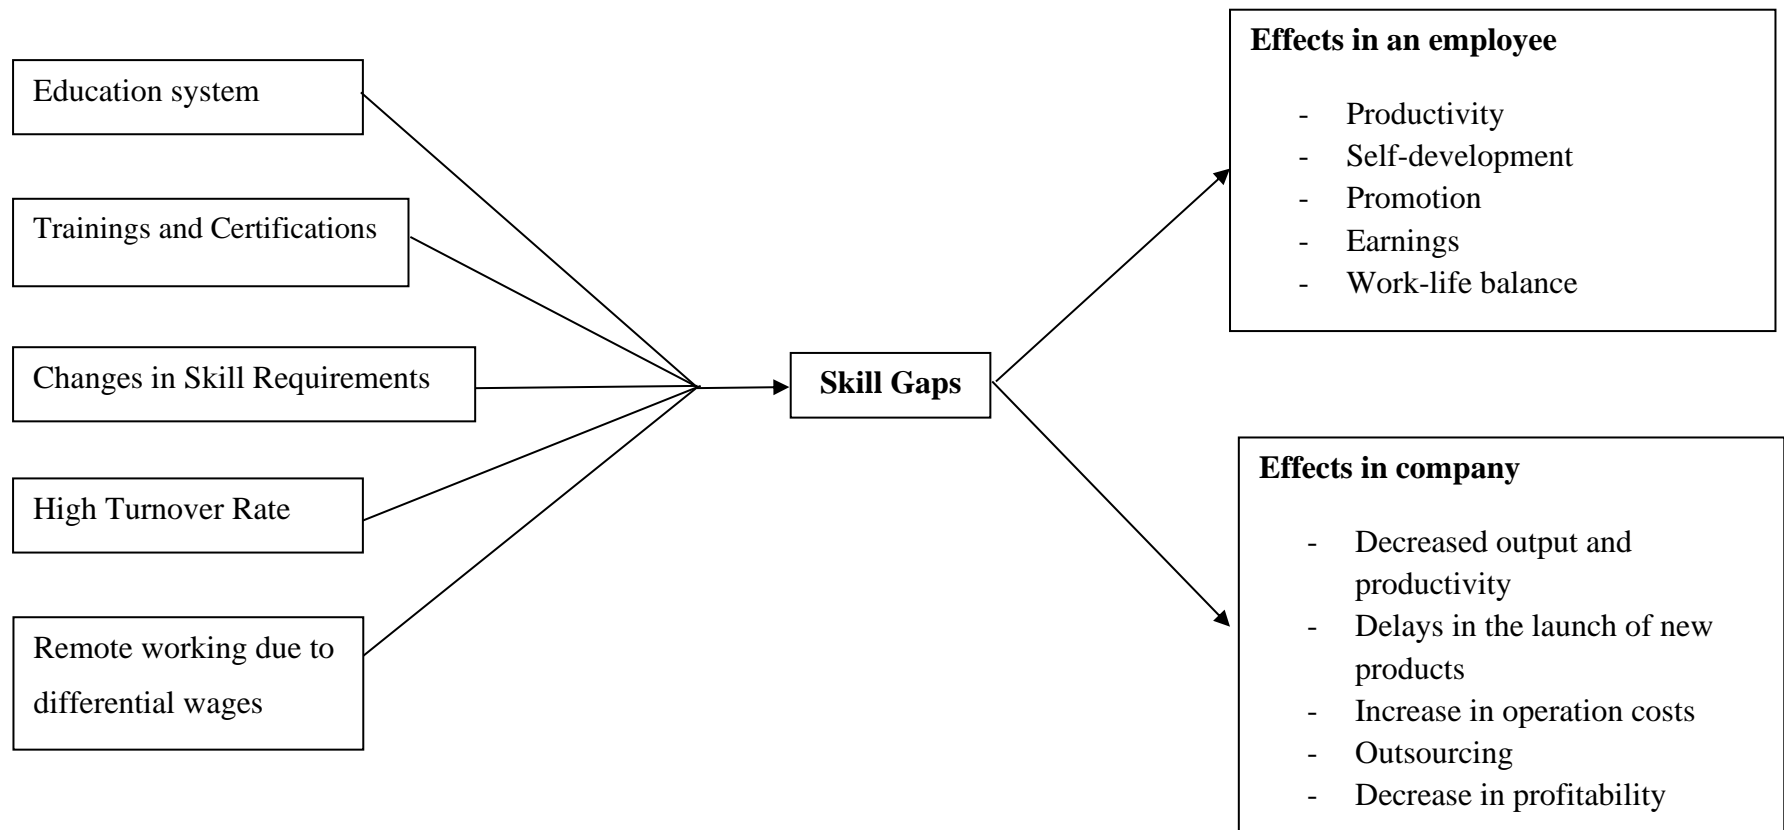 Education system
Trainings and Certifications
Changes in Skill Requirements
High Turnover Rate
Remote working due to
differential wages
Skill Gaps
Effects in an employee
- Productivity
- Self-development
- Promotion
- Earnings
- Work-life balance
Effects in company
- Decreased output and
productivity
- Delays in the launch of new
products
- Increase in operation costs
- Outsourcing
- Decrease in profitability